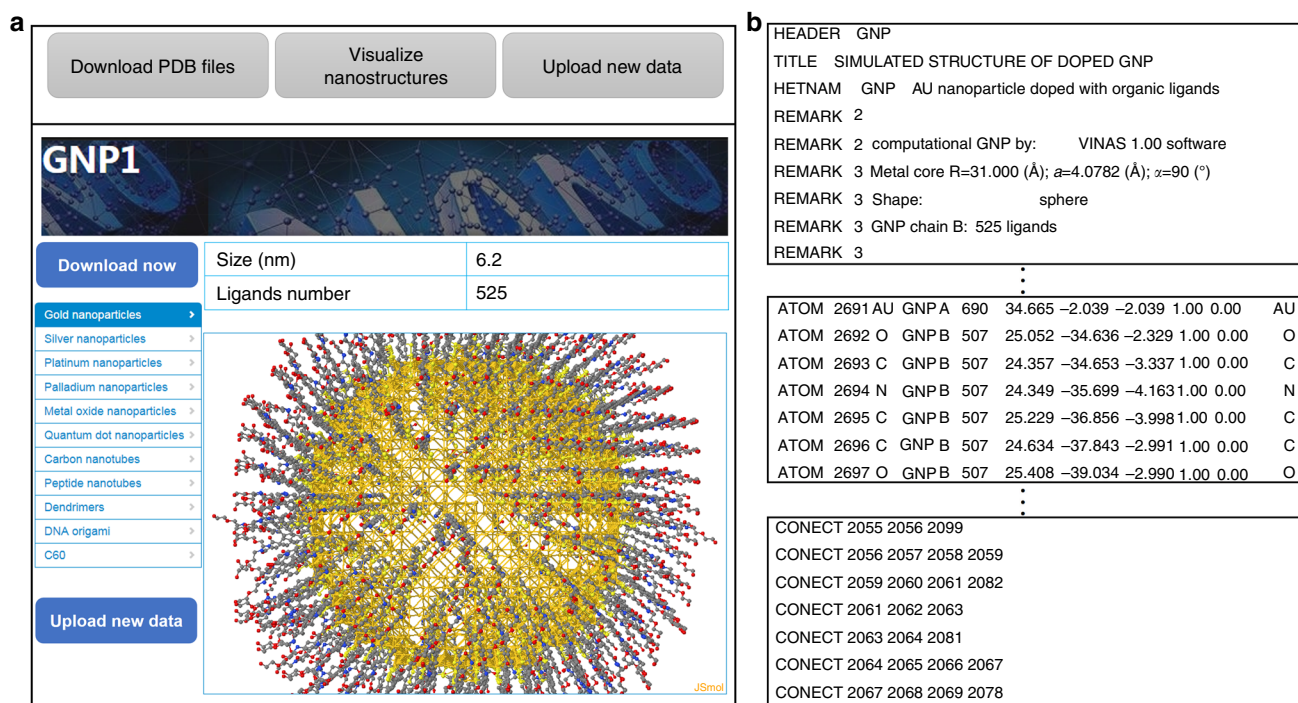 a
Download PDB files
Visualize
nanostructures
Upload new data
GNP1
Download now
Size (nm) 6.2
Ligands number 525
Gold nanoparticles
Silver nanoparticles
Platinum nanoparticles
Palladium nanoparticles
Metal oxide nanoparticles
Quantum dot nanoparticles
Carbon nanotubes
Peptide nanotubes
Dendrimers
DNA origami
C60
Upload new data
JSmol
b
HEADER GNP
TITLE SIMULATED STRUCTURE OF DOPED GNP
HETNAM GNP AU nanoparticle doped with organic ligands
REMARK 2
REMARK 2 computational GNP by: VINAS 1.00 software
REMARK 3 Metal core R=31.000 (Å); a=4.0782 (Å); α=90 (°)
REMARK 3 Shape: sphere
REMARK 3 GNP chain B: 525 ligands
REMARK 3
ATOM 2691 AU GNP A 690 34.665 −2.039 −2.039 1.00 0.00 AU
ATOM 2692 O GNP B 507 25.052 −34.636 −2.329 1.00 0.00 O
ATOM 2693 C GNP B 507 24.357 −34.653 −3.337 1.00 0.00 C
ATOM 2694 N GNP B 507 24.349 −35.699 −4.163 1.00 0.00 N
ATOM 2695 C GNP B 507 25.229 −36.856 −3.998 1.00 0.00 C
ATOM 2696 C GNP B 507 24.634 −37.843 −2.991 1.00 0.00 C
ATOM 2697 O GNP B 507 25.408 −39.034 −2.990 1.00 0.00 O
CONECT 2055 2056 2099
CONECT 2056 2057 2058 2059
CONECT 2059 2060 2061 2082
CONECT 2061 2062 2063
CONECT 2063 2064 2081
CONECT 2064 2065 2066 2067
CONECT 2067 2068 2069 2078